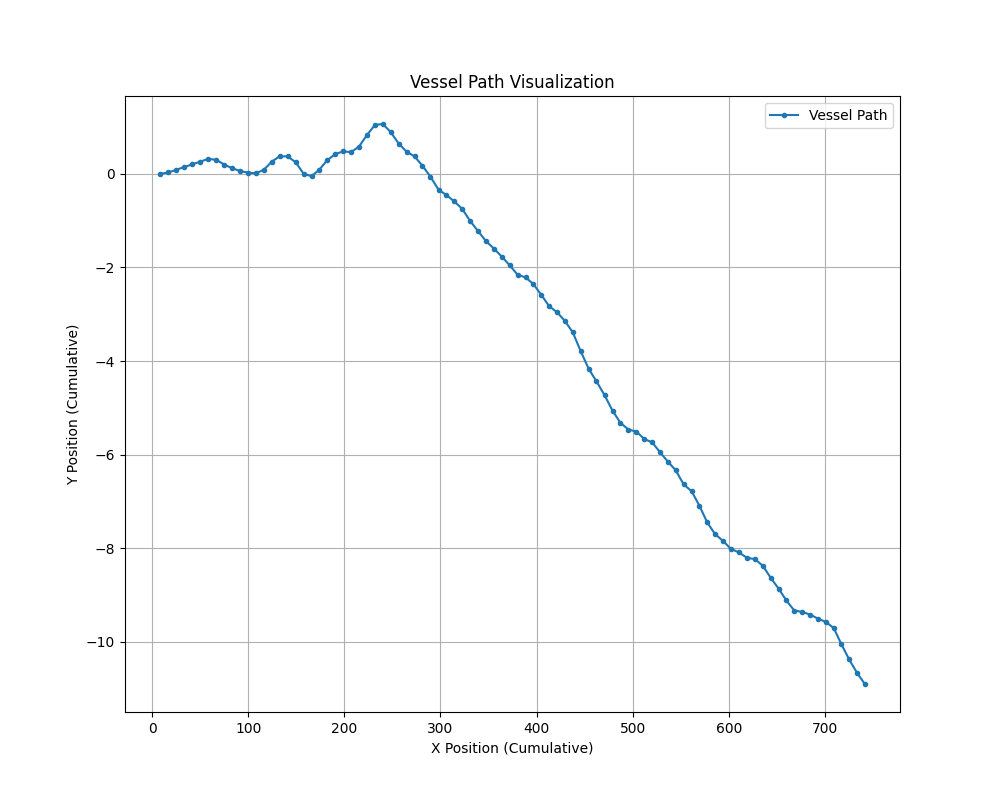 Vessel Path Visualization
Vessel Path
Y Position (Cumulative)
0
−2
−4
−6
−8
−10
0 100 200 300 400 500 600 700
X Position (Cumulative)